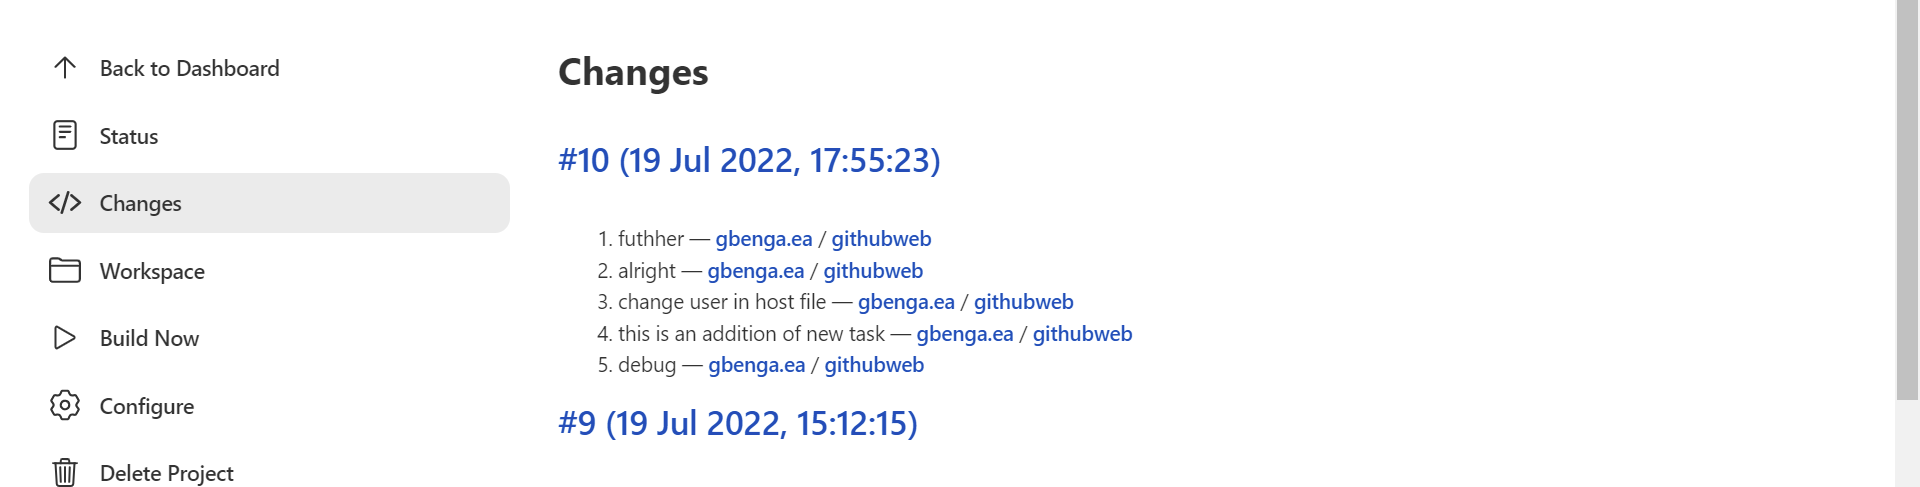 Back to Dashboard
Status
Changes
Workspace
Build Now
Configure
Delete Project
Changes
#10 (19 Jul 2022, 17:55:23)
1. futhher — gbenga.ea / githubweb
2. alright — gbenga.ea / githubweb
3. change user in host file — gbenga.ea / githubweb
4. this is an addition of new task — gbenga.ea / githubweb
5. debug — gbenga.ea / githubweb
#9 (19 Jul 2022, 15:12:15)